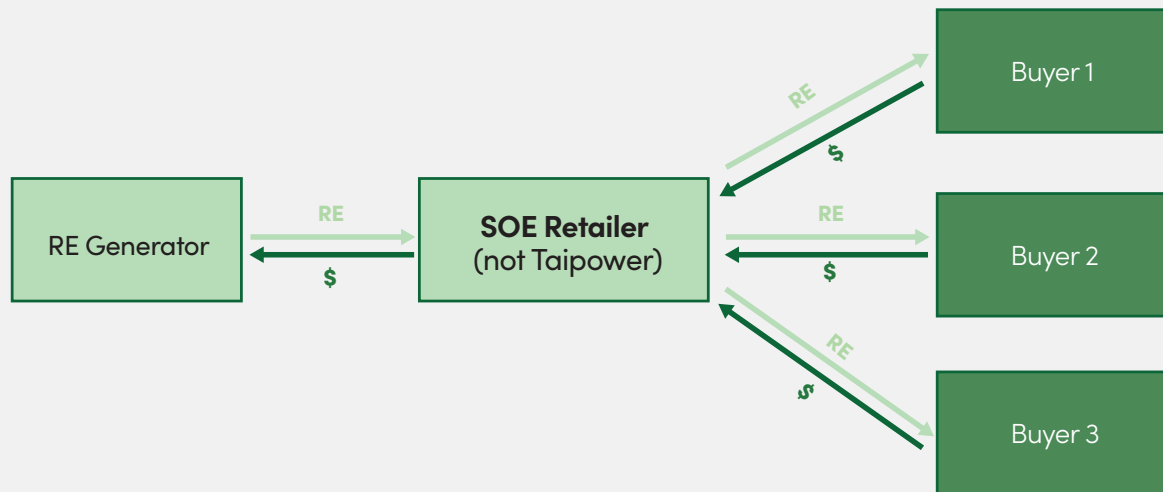 RE
$
Buyer 1
RE Generator
RE
$
SOE Retailer
(not Taipower)
RE
$
Buyer 2
RE
$
Buyer 3